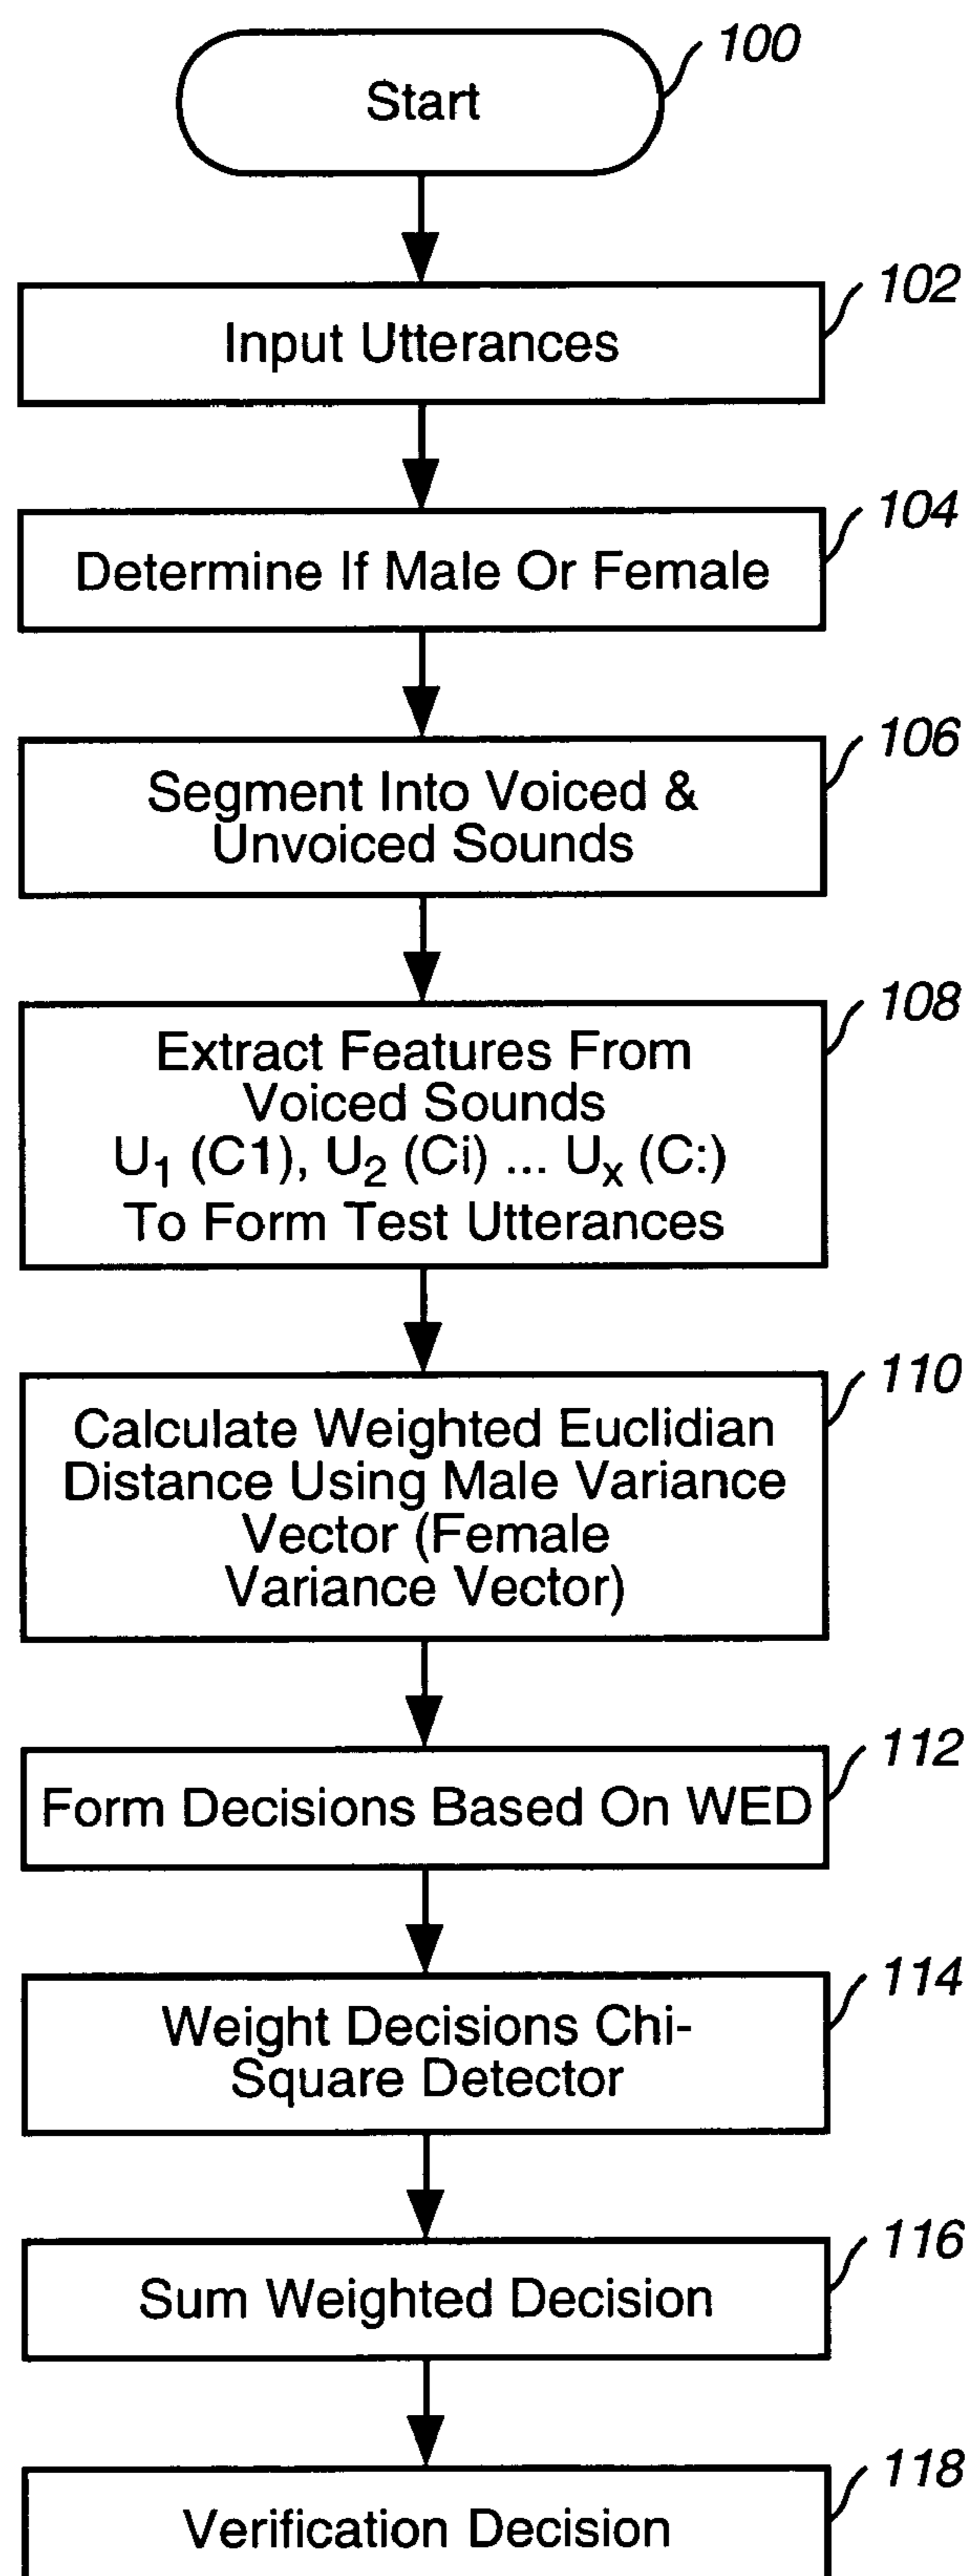 Start
100
Input Utterances
102
Determine If Male Or Female
104
Segment Into Voiced &
Unvoiced Sounds
106
Extract Features From
Voiced Sounds
U1 (C1), U2 (Ci) ... Ux (C:)
To Form Test Utterances
108
Calculate Weighted Euclidian
Distance Using Male Variance
Vector (Female
Variance Vector)
110
Form Decisions Based On WED
112
Weight Decisions Chi-
Square Detector
114
Sum Weighted Decision
116
Verification Decision
118